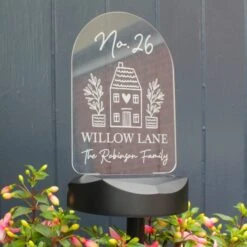 No. 26
WILLOW LANE
The Robinson Family